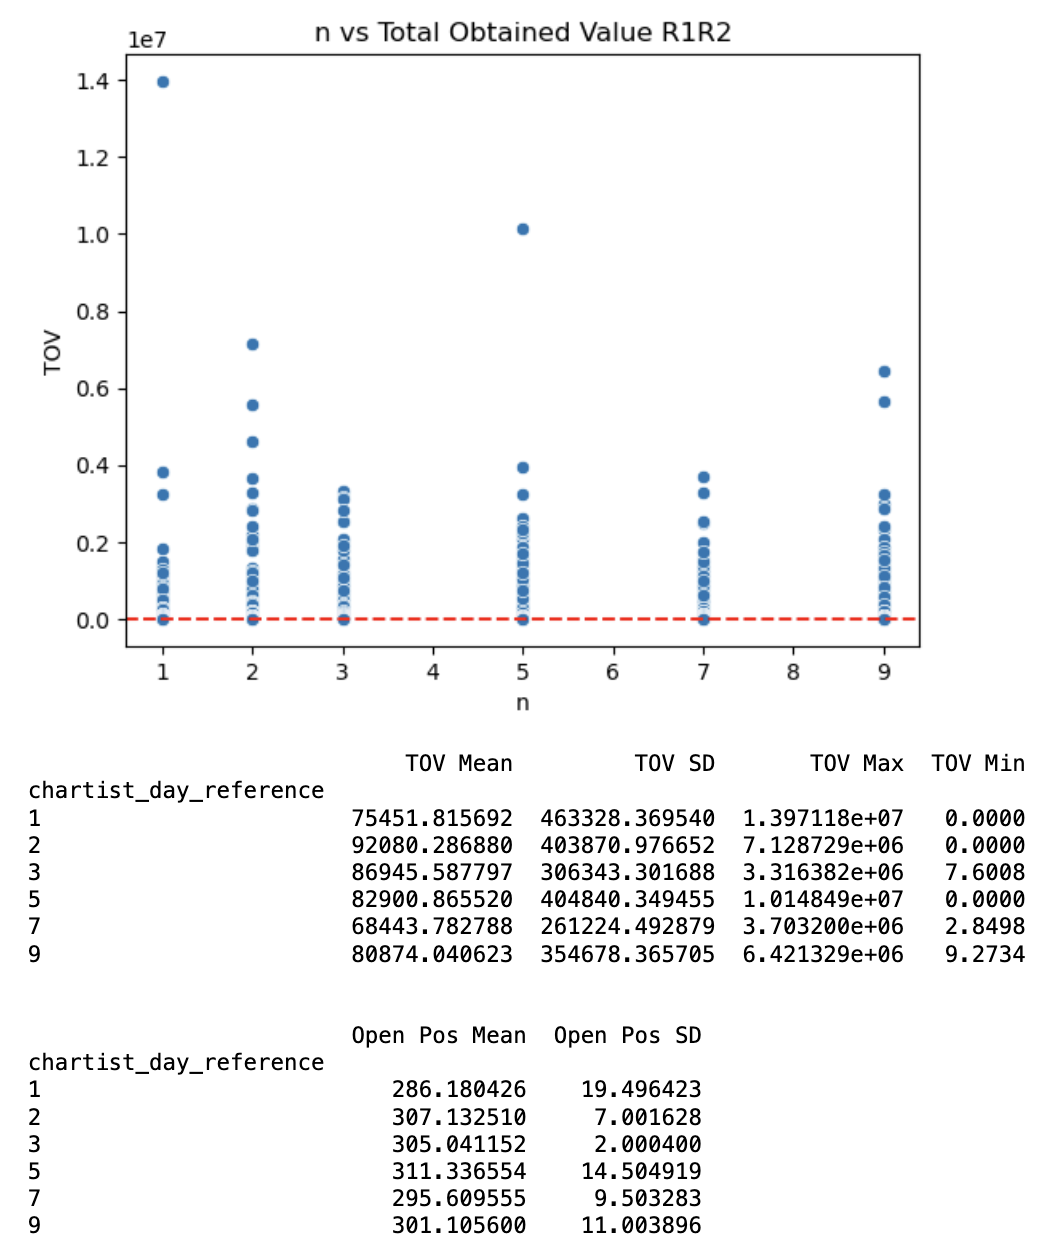 n vs Total Obtained Value R1R2
1e7
1.4
1.2
1.0
0.8
0.6
0.4
0.2
0.0
TOV
1 2 3 4 5 6 7 8 9
n
TOV Mean TOV SD TOV Max TOV Min
chartist_day_reference
1 75451.815692 463328.369540 1.397118e+07 0.0000
2 92080.286880 403870.976652 7.128729e+06 0.0000
3 86945.587797 306343.301688 3.316382e+06 7.6008
5 82900.865520 404840.349455 1.014849e+07 0.0000
7 68443.782788 261224.492879 3.703200e+06 2.8498
9 80874.040623 354678.365705 6.421329e+06 9.2734
Open Pos Mean Open Pos SD
chartist_day_reference
1 286.180426 19.496423
2 307.132510 7.001628
3 305.041152 2.000400
5 311.336554 14.504919
7 295.609555 9.503283
9 301.105600 11.003896